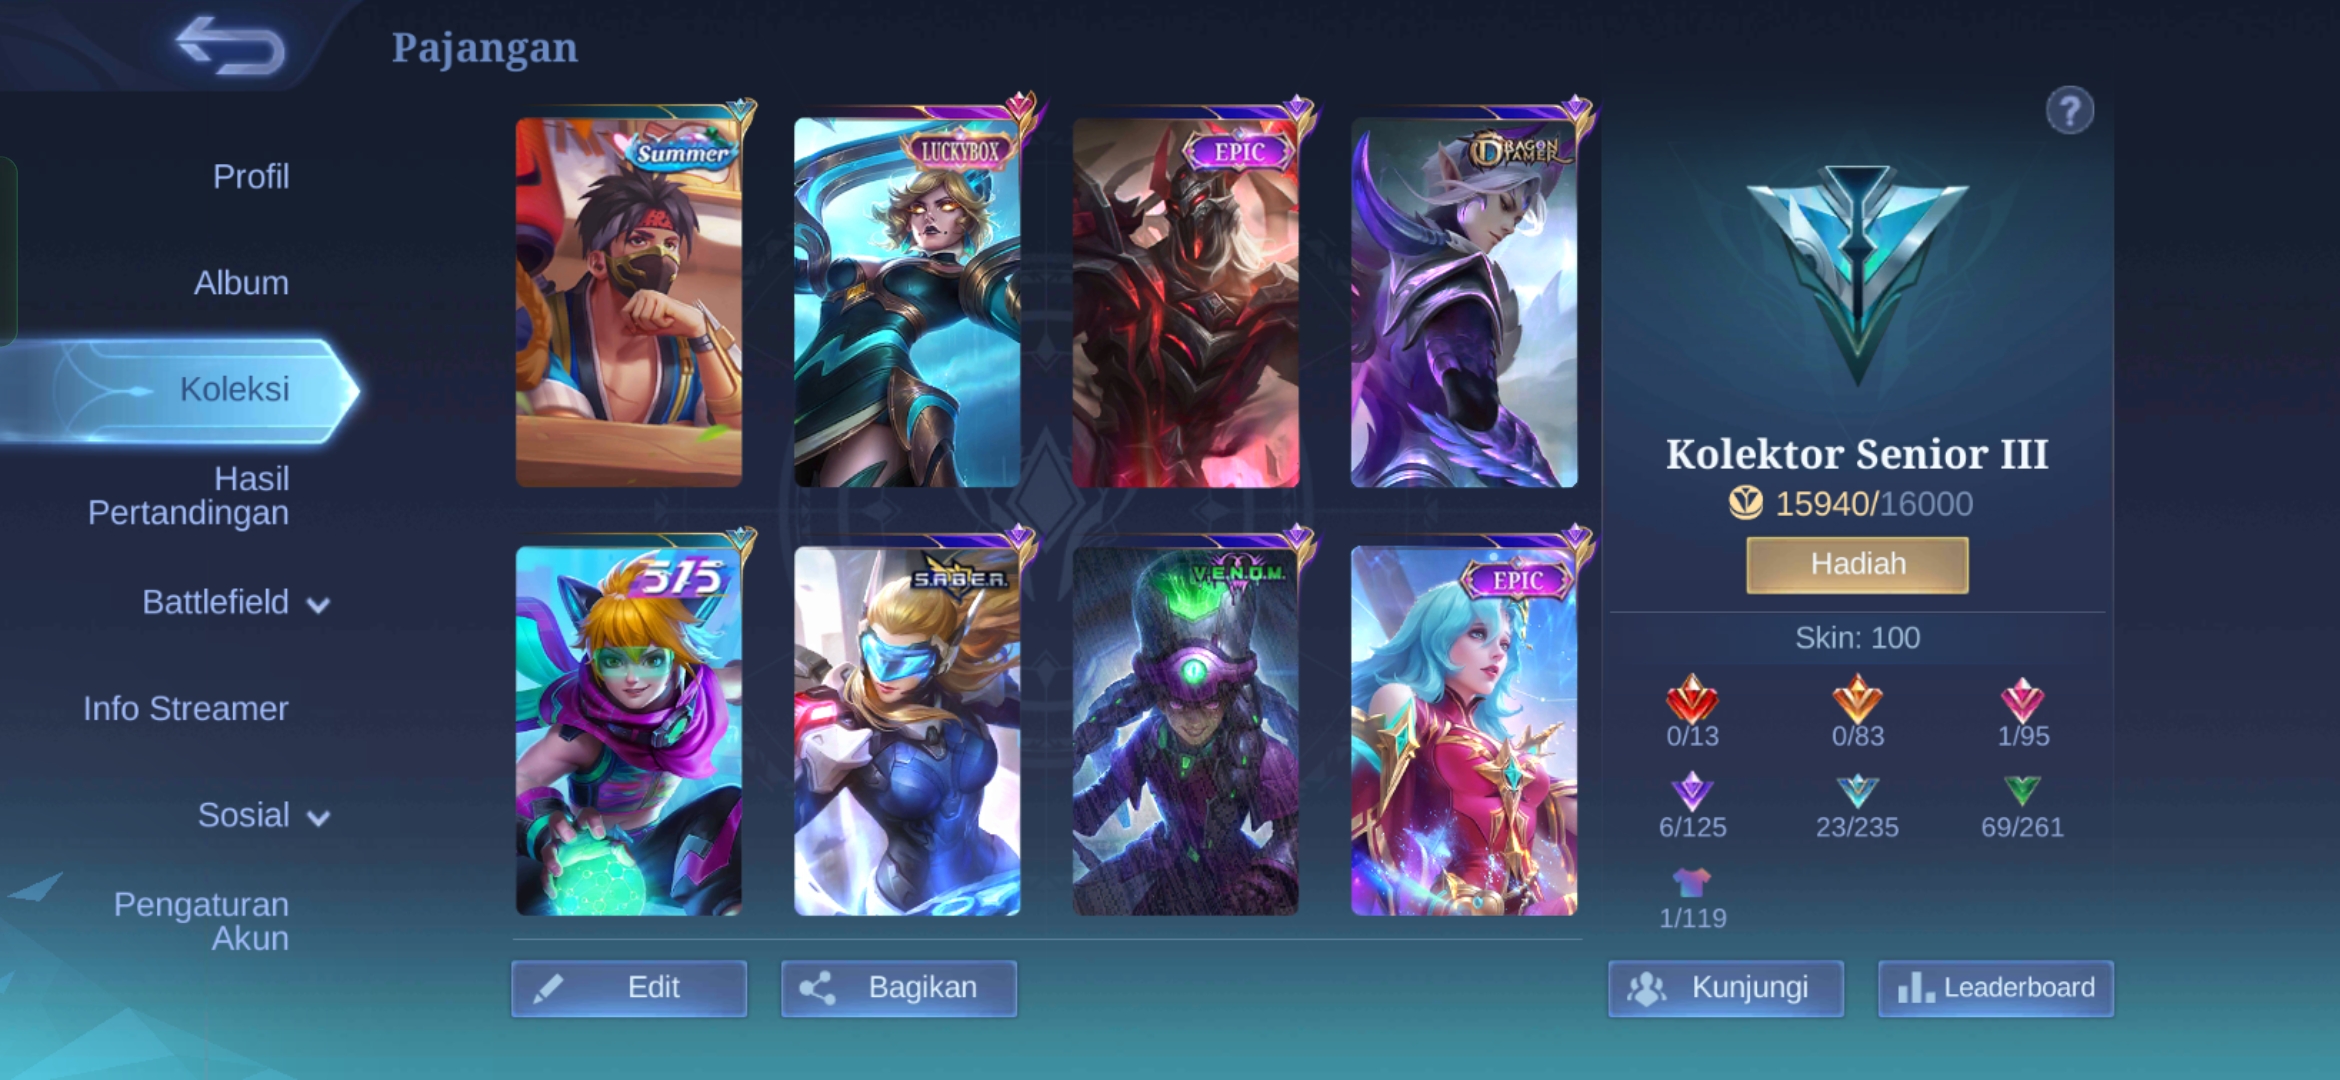 Pajangan
Profil
Album
Koleksi
Hasil
Pertandingan
Battlefield
Info Streamer
Sosial
Pengaturan
Akun
Summer
LUCKYBOX
EPIC
DRAGON
TAMER
515
S.A.B.E.R.
V.E.N.O.M.
EPIC
Edit
Bagikan
?
Kolektor Senior III
15940/16000
Hadiah
Skin: 100
0/13
0/83
1/95
6/125
23/235
69/261
1/119
Kunjungi
Leaderboard